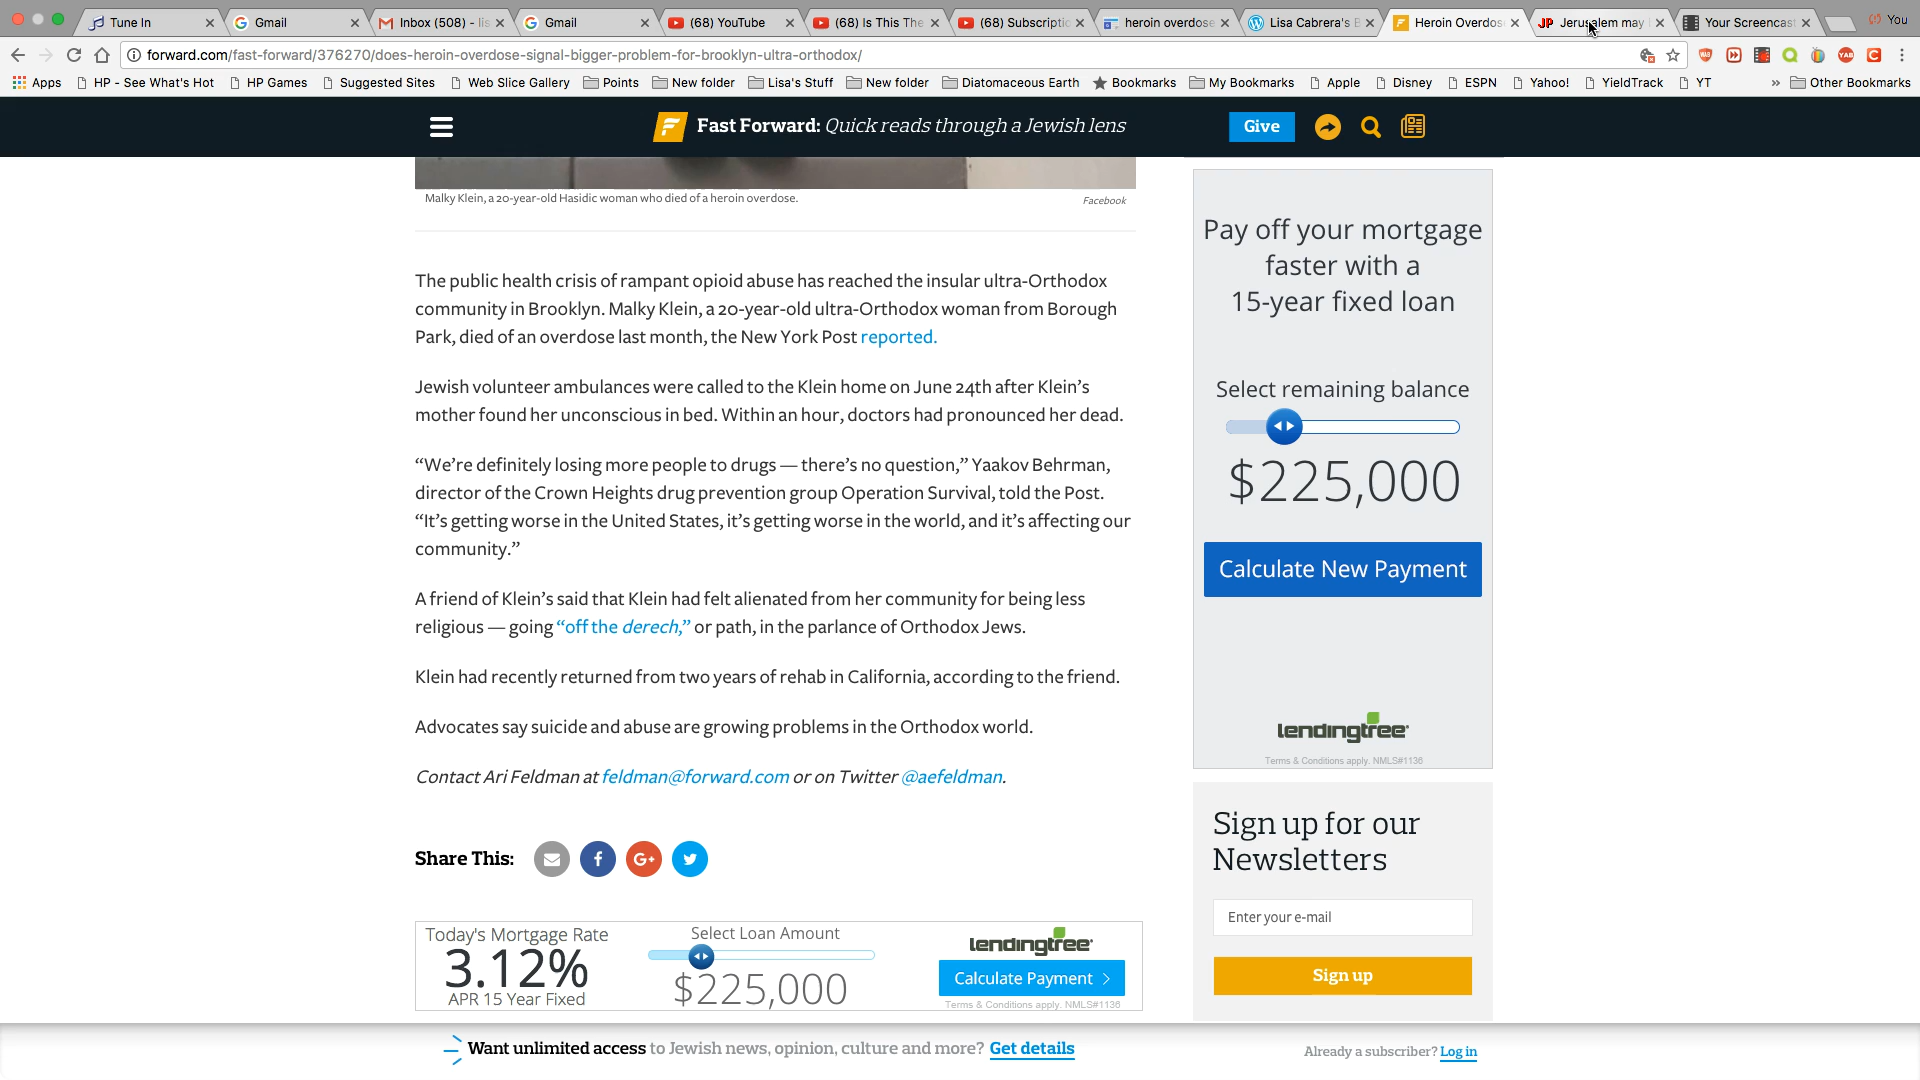 Tune In
Gmail
Inbox (508) - lis
Gmail
(68) YouTube
(68) Is This The
(68) Subscriptio
heroin overdose
Lisa Cabrera's B
Heroin Overdos
Jerusalem may
Your Screencast
You
forward.com/fast-forward/376270/does-heroin-overdose-signal-bigger-problem-for-brooklyn-ultra-orthodox/
Apps
HP - See What's Hot
HP Games
Suggested Sites
Web Slice Gallery
Points
New folder
Lisa's Stuff
New folder
Diatomaceous Earth
Bookmarks
My Bookmarks
Apple
Disney
ESPN
Yahoo!
YieldTrack
YT
»
Other Bookmarks
Fast Forward: Quick reads through a Jewish lens
Give
Malky Klein, a 20-year-old Hasidic woman who died of a heroin overdose.
Facebook
The public health crisis of rampant opioid abuse has reached the insular ultra-Orthodox
community in Brooklyn. Malky Klein, a 20-year-old ultra-Orthodox woman from Borough
Park, died of an overdose last month, the New York Post reported.
Jewish volunteer ambulances were called to the Klein home on June 24th after Klein’s
mother found her unconscious in bed. Within an hour, doctors had pronounced her dead.
“We’re definitely losing more people to drugs — there’s no question,” Yaakov Behrman,
director of the Crown Heights drug prevention group Operation Survival, told the Post.
“It’s getting worse in the United States, it’s getting worse in the world, and it’s affecting our
community.”
A friend of Klein’s said that Klein had felt alienated from her community for being less
religious — going “off the derech,” or path, in the parlance of Orthodox Jews.
Klein had recently returned from two years of rehab in California, according to the friend.
Advocates say suicide and abuse are growing problems in the Orthodox world.
Contact Ari Feldman at feldman@forward.com or on Twitter @aefeldman.
Share This:
Today's Mortgage Rate
3.12%
APR 15 Year Fixed
Select Loan Amount
$225,000
lendingtree
Calculate Payment
Terms & Conditions apply. NMLS#1136
Pay off your mortgage
faster with a
15-year fixed loan
Select remaining balance
$225,000
Calculate New Payment
lendingtree
Terms & Conditions apply. NMLS#1136
Sign up for our
Newsletters
Enter your e-mail
Sign up
Want unlimited access to Jewish news, opinion, culture and more? Get details
Already a subscriber? Log in